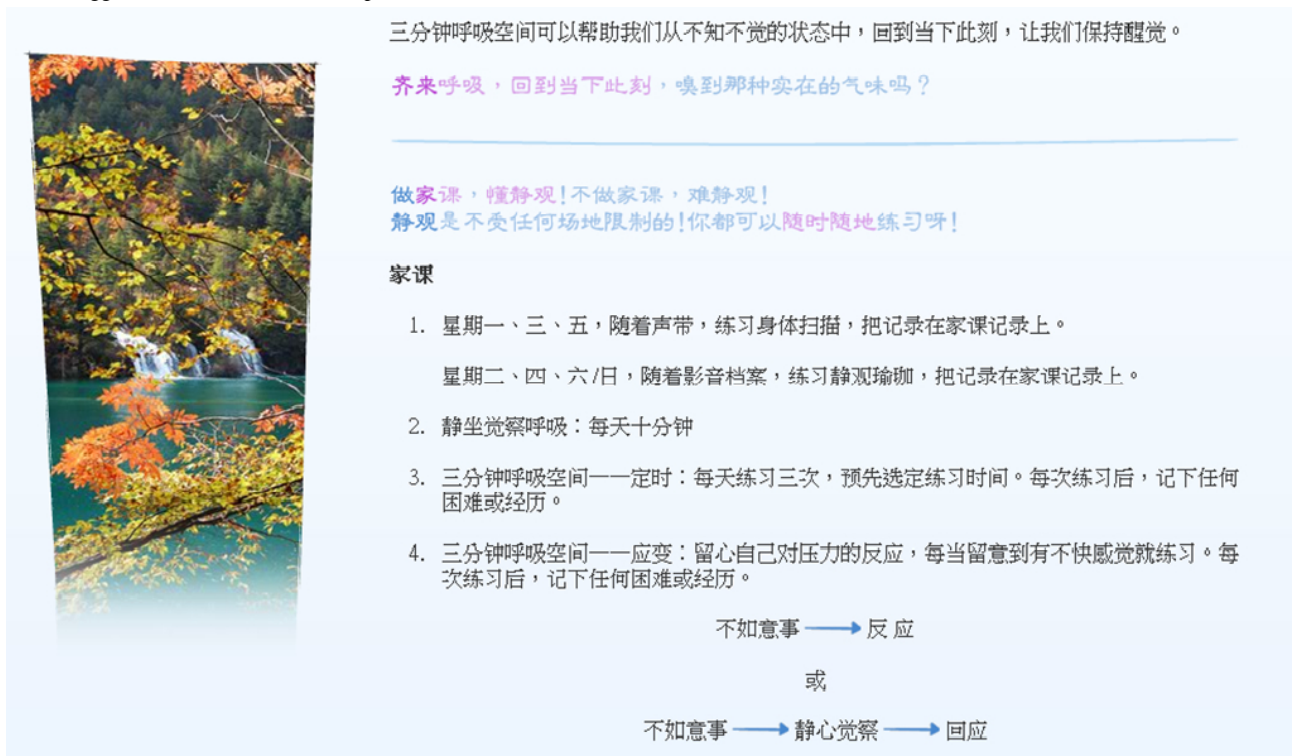 三分钟呼吸空间可以帮助我们从不知不觉的状态中，回到当下此刻，让我们保持醒觉。
齐来呼吸，回到当下此刻，嗅到那种实在的气味吗？
做家课，懂静观！不做家课，难静观！
静观是不受任何场地限制的！你都可以随时随地练习呀！
家课
1. 星期一、三、五，随着声带，练习身体扫描，把记录在家课记录上。
星期二、四、六/日，随着影音档案，练习静观瑜珈，把记录在家课记录上。
2. 静坐觉察呼吸：每天十分钟
3. 三分钟呼吸空间——定时：每天练习三次，预先选定练习时间。每次练习后，记下任何
困难或经历。
4. 三分钟呼吸空间——应变：留心自己对压力的反应，每当留意到有不快感觉就练习。每
次练习后，记下任何困难或经历。
不如意事 → 反 应
或
不如意事 → 静心觉察 → 回应